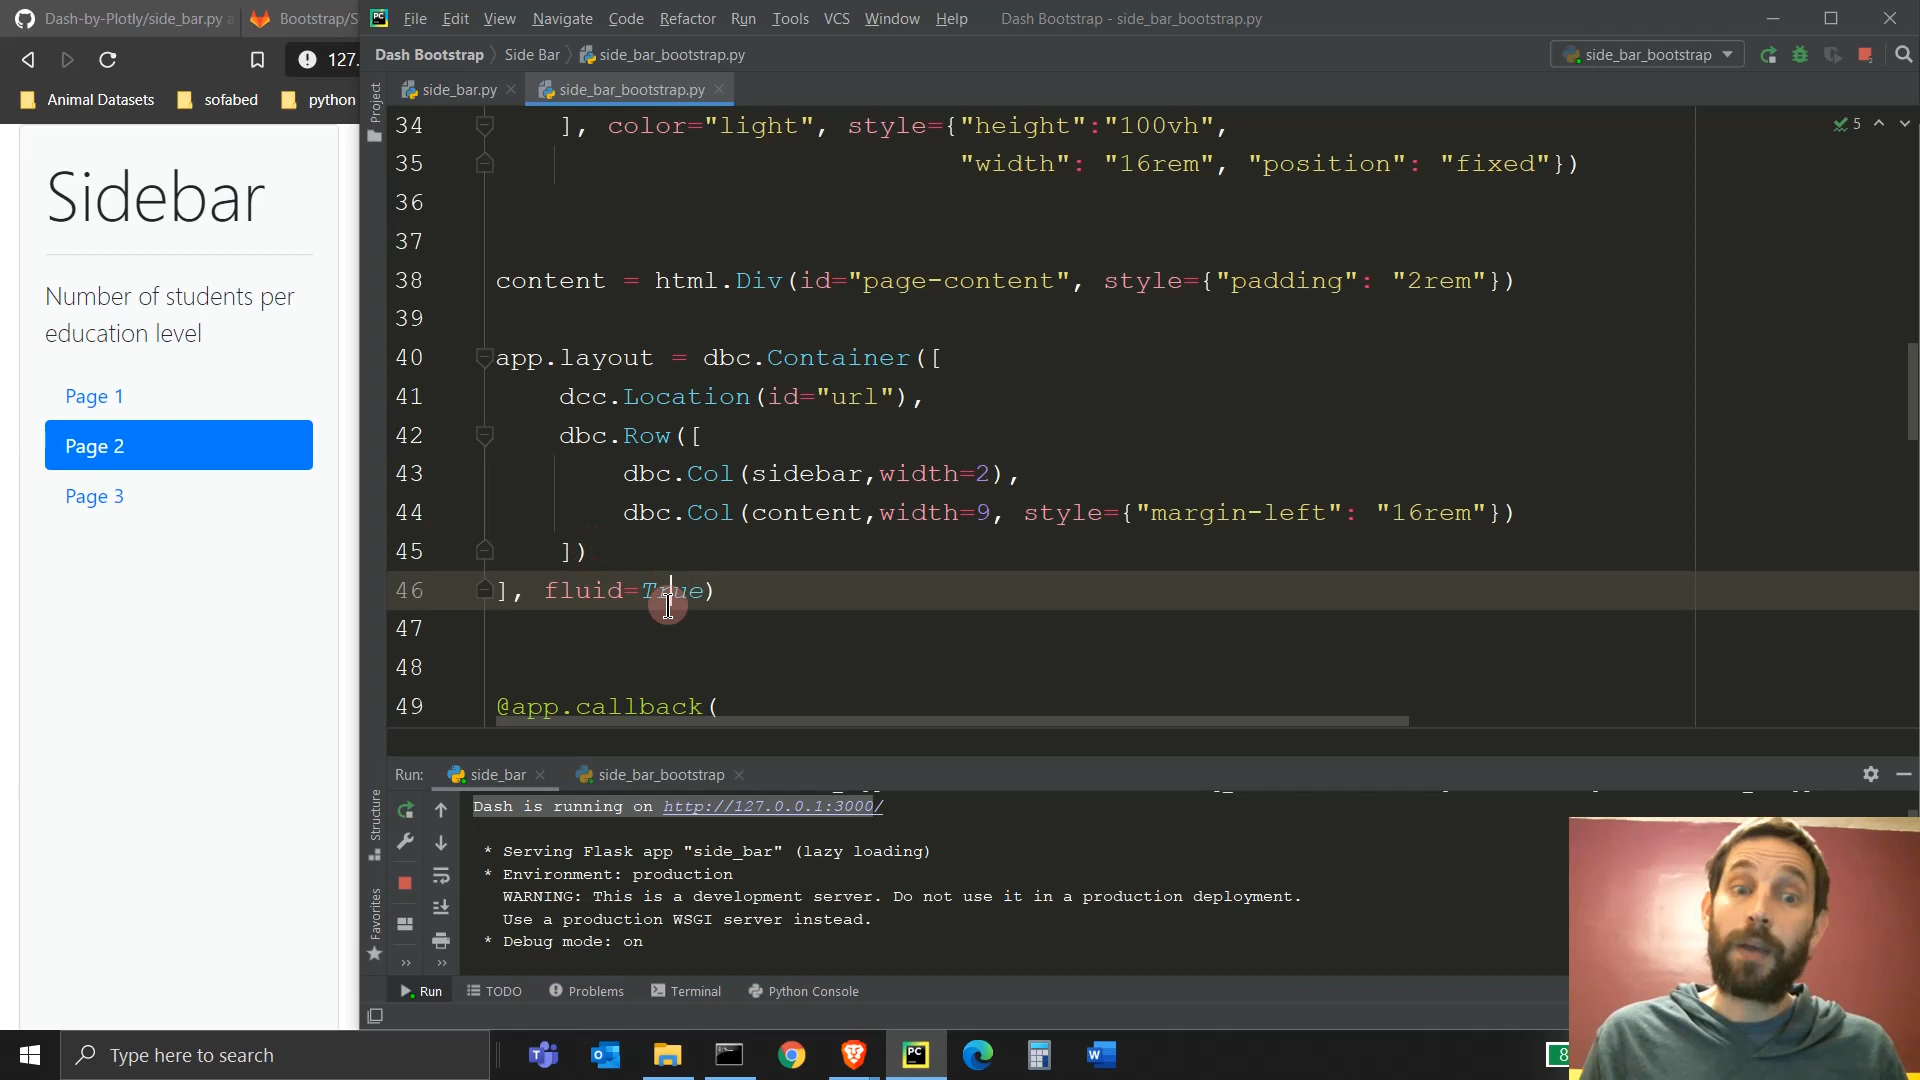 Dash-by-Plotly/side_bar.py a
Bootstrap/S
127.
Animal Datasets
sofabed
python
Sidebar
Number of students per
education level
Page 1
Page 2
Page 3
PC
File Edit View Navigate Code Refactor Run Tools VCS Window Help
Dash Bootstrap - side_bar_bootstrap.py
Dash Bootstrap
Side Bar
side_bar_bootstrap.py
side_bar_bootstrap
side_bar.py
side_bar_bootstrap.py
Project
5
34 ], color="light", style={"height":"100vh",
35 "width": "16rem", "position": "fixed"})
36
37
38 content = html.Div(id="page-content", style={"padding": "2rem"})
39
40 app.layout = dbc.Container([
41 dcc.Location(id="url"),
42 dbc.Row([
43 dbc.Col(sidebar,width=2),
44 dbc.Col(content,width=9, style={"margin-left": "16rem"})
45 ])
46 ], fluid=True)
47
48
49 @app.callback(
Run:
side_bar
side_bar_bootstrap
Structure
Favorites
Dash is running on http://127.0.0.1:3000/
* Serving Flask app "side_bar" (lazy loading)
* Environment: production
WARNING: This is a development server. Do not use it in a production deployment.
Use a production WSGI server instead.
* Debug mode: on
Run
TODO
Problems
Terminal
Python Console
Type here to search
PC
8